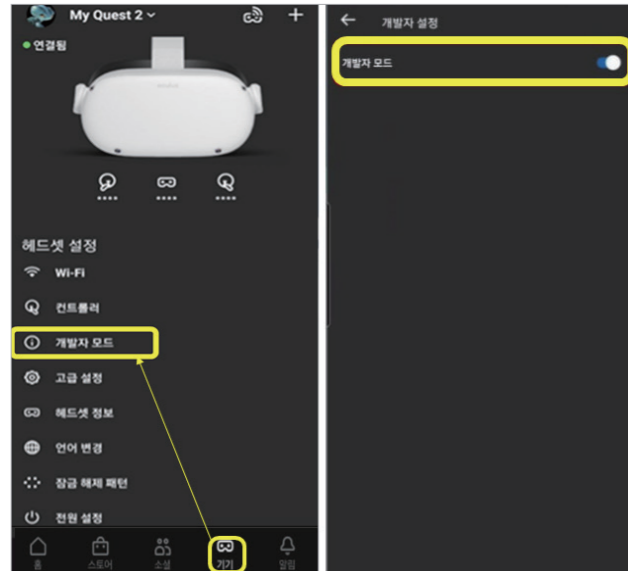 My Quest 2
연결됨
헤드셋 설정
Wi-Fi
컨트롤러
개발자 모드
고급 설정
헤드셋 정보
언어 변경
잠금 해제 패턴
전원 설정
홈
스토어
소셜
기기
알림
개발자 설정
개발자 모드